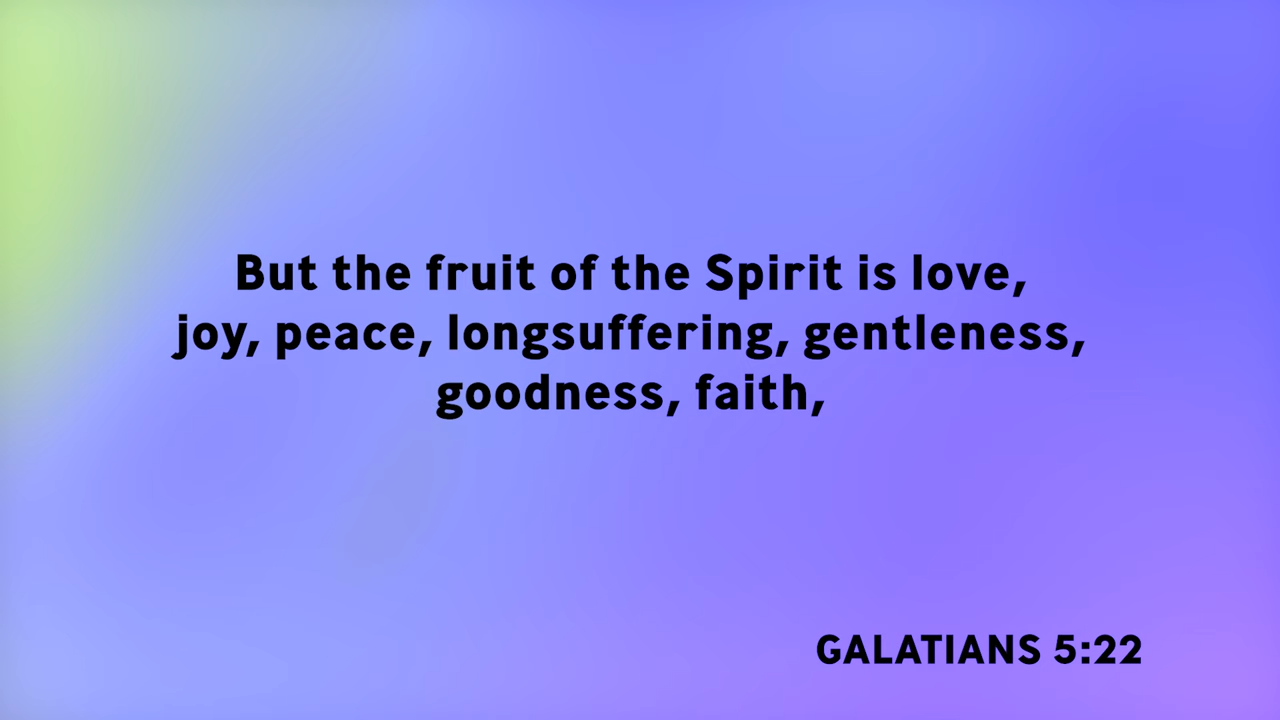 But the fruit of the Spirit is love,
joy, peace, longsuffering, gentleness,
goodness, faith,
GALATIANS 5:22